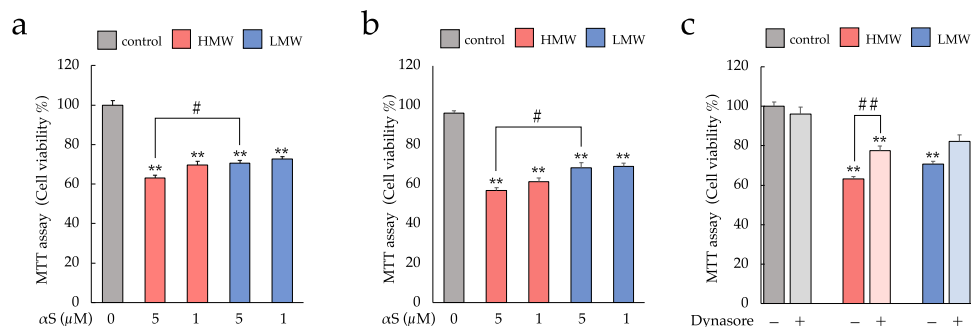 a
control HMW LMW
MTT assay (Cell viability %)
120
100
80
60
40
20
0
#
** ** ** **
αS (µM) 0 5 1 5 1
b
control HMW LMW
MTT assay (Cell viability %)
120
100
80
60
40
20
0
#
** ** ** **
αS (µM) 0 5 1 5 1
c
control HMW LMW
MTT assay (Cell viability %)
120
100
80
60
40
20
0
##
** ** **
Dynasore − + − + − +